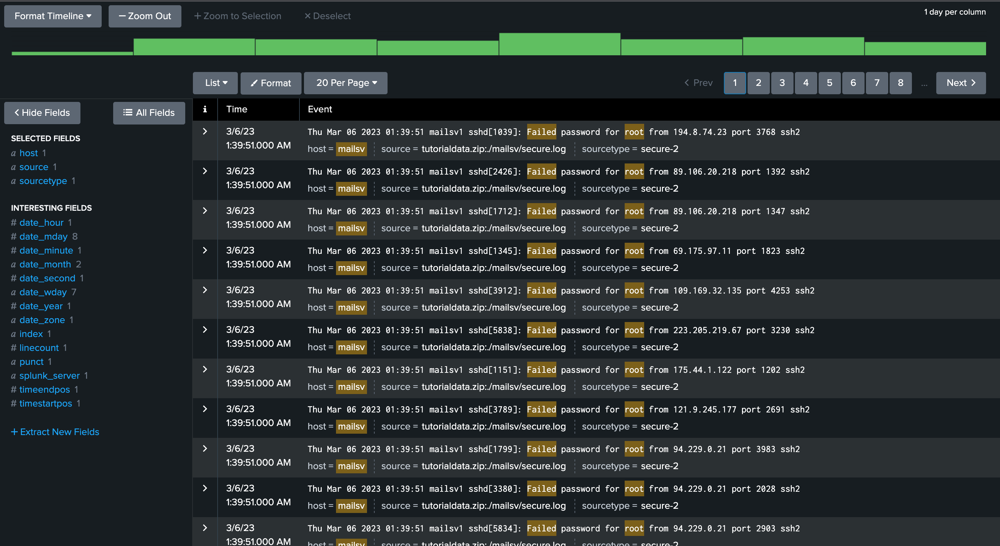 Format Timeline
Zoom Out
+ Zoom to Selection
× Deselect
1 day per column
List
Format
20 Per Page
Prev
1
2
3
4
5
6
7
8
...
Next
Hide Fields
All Fields
SELECTED FIELDS
a host 1
a source 1
a sourcetype 1
INTERESTING FIELDS
# date_hour 1
# date_mday 8
# date_minute 1
a date_month 2
# date_second 1
a date_wday 7
# date_year 1
a date_zone 1
a index 1
# linecount 1
a punct 1
a splunk_server 1
# timeendpos 1
# timestartpos 1
+ Extract New Fields
i Time Event
3/6/23 Thu Mar 06 2023 01:39:51 mailsv1 sshd[1039]: Failed password for root from 194.8.74.23 port 3768 ssh2
1:39:51.000 AM host = mailsv source = tutorialdata.zip:./mailsv/secure.log sourcetype = secure-2
3/6/23 Thu Mar 06 2023 01:39:51 mailsv1 sshd[2426]: Failed password for root from 89.106.20.218 port 1392 ssh2
1:39:51.000 AM host = mailsv source = tutorialdata.zip:./mailsv/secure.log sourcetype = secure-2
3/6/23 Thu Mar 06 2023 01:39:51 mailsv1 sshd[1712]: Failed password for root from 89.106.20.218 port 1347 ssh2
1:39:51.000 AM host = mailsv source = tutorialdata.zip:./mailsv/secure.log sourcetype = secure-2
3/6/23 Thu Mar 06 2023 01:39:51 mailsv1 sshd[1345]: Failed password for root from 69.175.97.11 port 1823 ssh2
1:39:51.000 AM host = mailsv source = tutorialdata.zip:./mailsv/secure.log sourcetype = secure-2
3/6/23 Thu Mar 06 2023 01:39:51 mailsv1 sshd[3912]: Failed password for root from 109.169.32.135 port 4253 ssh2
1:39:51.000 AM host = mailsv source = tutorialdata.zip:./mailsv/secure.log sourcetype = secure-2
3/6/23 Thu Mar 06 2023 01:39:51 mailsv1 sshd[5838]: Failed password for root from 223.205.219.67 port 3230 ssh2
1:39:51.000 AM host = mailsv source = tutorialdata.zip:./mailsv/secure.log sourcetype = secure-2
3/6/23 Thu Mar 06 2023 01:39:51 mailsv1 sshd[1151]: Failed password for root from 175.44.1.122 port 1202 ssh2
1:39:51.000 AM host = mailsv source = tutorialdata.zip:./mailsv/secure.log sourcetype = secure-2
3/6/23 Thu Mar 06 2023 01:39:51 mailsv1 sshd[3789]: Failed password for root from 121.9.245.177 port 2691 ssh2
1:39:51.000 AM host = mailsv source = tutorialdata.zip:./mailsv/secure.log sourcetype = secure-2
3/6/23 Thu Mar 06 2023 01:39:51 mailsv1 sshd[1799]: Failed password for root from 94.229.0.21 port 3983 ssh2
1:39:51.000 AM host = mailsv source = tutorialdata.zip:./mailsv/secure.log sourcetype = secure-2
3/6/23 Thu Mar 06 2023 01:39:51 mailsv1 sshd[3380]: Failed password for root from 94.229.0.21 port 2028 ssh2
1:39:51.000 AM host = mailsv source = tutorialdata.zip:./mailsv/secure.log sourcetype = secure-2
3/6/23 Thu Mar 06 2023 01:39:51 mailsv1 sshd[5834]: Failed password for root from 94.229.0.21 port 2903 ssh2
1:39:51.000 AM host = mailsv source = tutorialdata.zip:./mailsv/secure.log sourcetype = secure-2